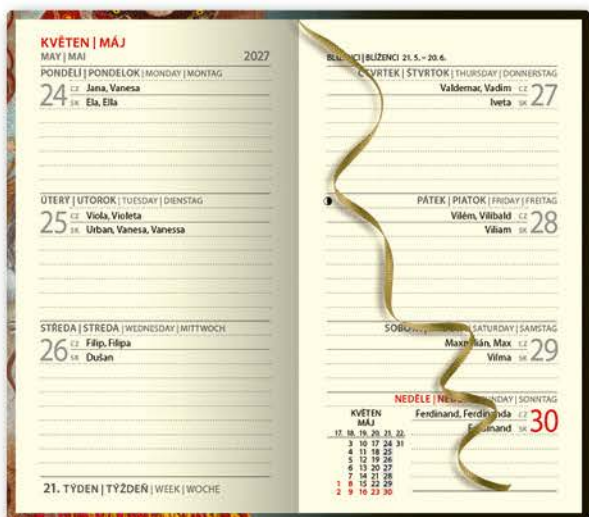 KVĚTEN | MÁJ
MAY | MAI 2027
PONDĚLÍ | PONDELOK | MONDAY | MONTAG
24 CZ Jana, Vanesa
SK Ela, Ella
ÚTERÝ | UTOROK | TUESDAY | DIENSTAG
25 CZ Viola, Violeta
SK Urban, Vanesa, Vanessa
STŘEDA | STREDA | WEDNESDAY | MITTWOCH
26 CZ Filip, Filipa
SK Dušan
21. TÝDEN | TÝŽDEŇ | WEEK | WOCHE
BLÍŽENCI | BLÍŽENCI 21. 5. – 20. 6.
ČTVRTEK | ŠTVRTOK | THURSDAY | DONNERSTAG
Valdemar, Vadim CZ 27
Iveta SK
PÁTEK | PIATOK | FRIDAY | FREITAG
Vilém, Vilibald CZ 28
Viliam SK
SATURDAY | SAMSTAG
Maxmilián, Max CZ 29
Vilma SK
NEDĚLE | SUNDAY | SONNTAG
Ferdinand, Ferdinanda CZ 30
Ferdinand SK
KVĚTEN
MÁJ
17. 18. 19. 20. 21. 22.
3 10 17 24 31
4 11 18 25
5 12 19 26
6 13 20 27
7 14 21 28
1 8 15 22 29
2 9 16 23 30